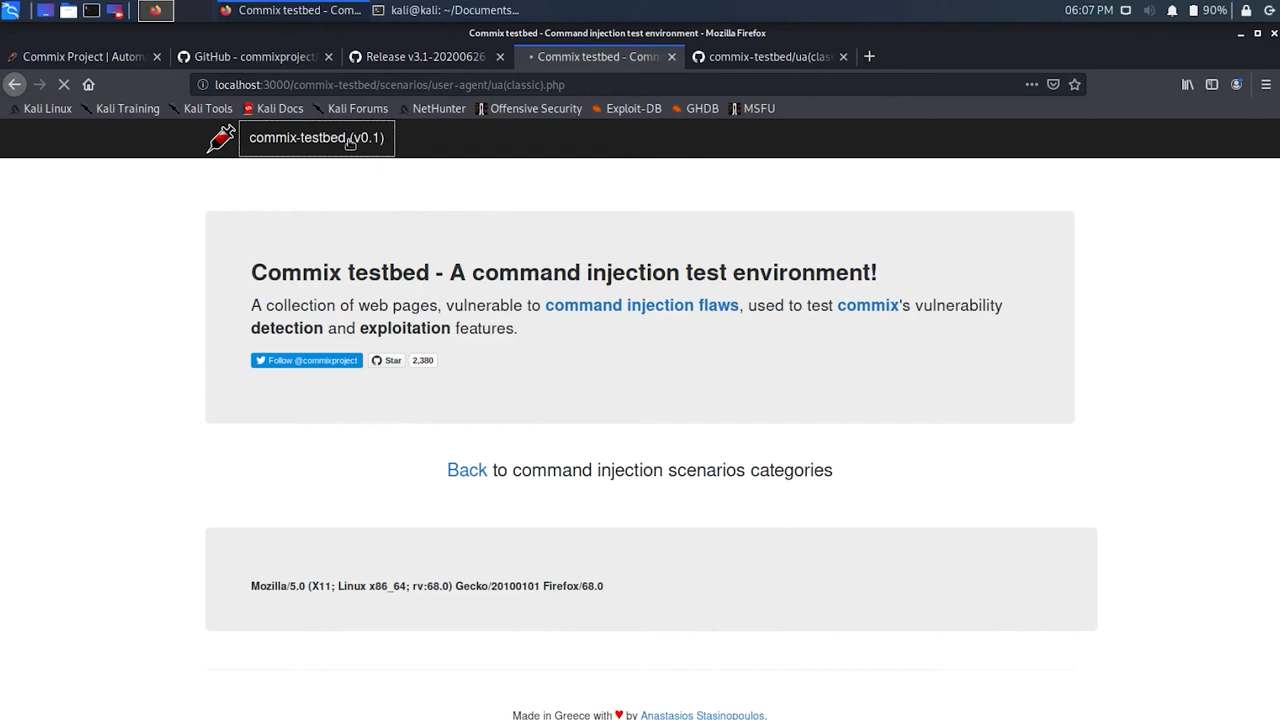 Commix testbed - Com...
kali@kali: ~/Documents...
06:07 PM
90%
Commix testbed - Command injection test environment - Mozilla Firefox
Commix Project | Autom
GitHub - commixproject/
Release v3.1-20200626
Commix testbed - Comm
commix-testbed/ua(clas
localhost:3000/commix-testbed/scenarios/user-agent/ua(classic).php
Kali Linux
Kali Training
Kali Tools
Kali Docs
Kali Forums
NetHunter
Offensive Security
Exploit-DB
GHDB
MSFU
commix-testbed (v0.1)
Commix testbed - A command injection test environment!
A collection of web pages, vulnerable to command injection flaws, used to test commix's vulnerability
detection and exploitation features.
Follow @commixproject
Star
2,380
Back to command injection scenarios categories
Mozilla/5.0 (X11; Linux x86_64; rv:68.0) Gecko/20100101 Firefox/68.0
Made in Greece with ♥ by Anastasios Stasinopoulos.